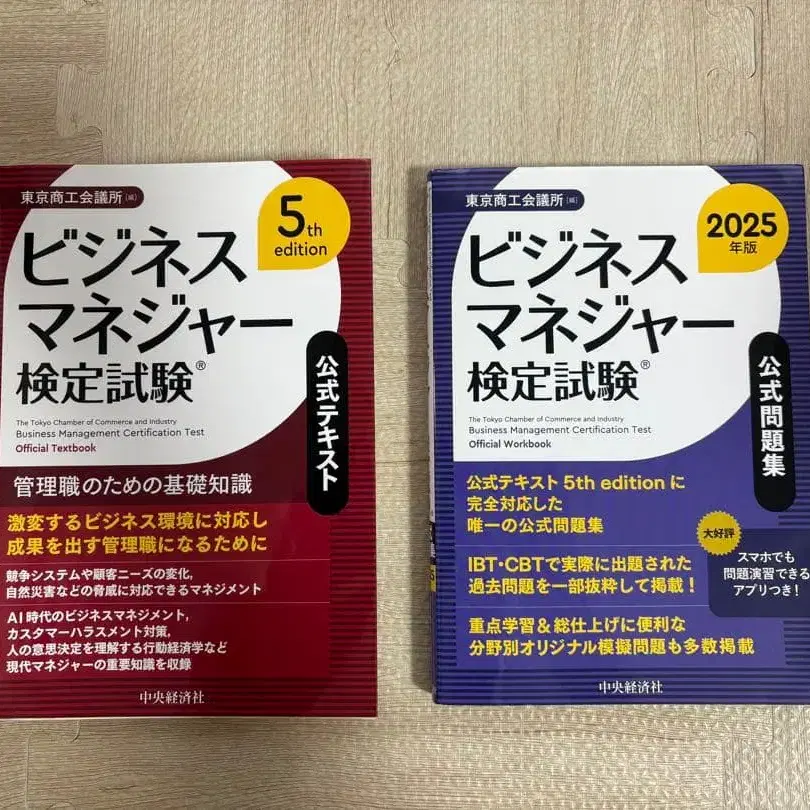 東京商工会議所 [編]
5th
edition
ビジネス
マネジャー
検定試験®
公式テキスト
The Tokyo Chamber of Commerce and Industry
Business Management Certification Test
Official Textbook
管理職のための基礎知識
激変するビジネス環境に対応し
成果を出す管理職になるために
競争システムや顧客ニーズの変化,
自然災害などの脅威に対応できるマネジメント
AI時代のビジネスマネジメント,
カスタマーハラスメント対策,
人の意思決定を理解する行動経済学など
現代マネジャーの重要知識を収録
中央経済社
東京商工会議所 [編]
2025
年版
ビジネス
マネジャー
検定試験®
公式問題集
The Tokyo Chamber of Commerce and Industry
Business Management Certification Test
Official Workbook
公式テキスト 5th edition に
完全対応した
唯一の公式問題集
大好評
スマホでも
問題演習できる
アプリつき!
IBT・CBTで実際に出題された
過去問題を一部抜粋して掲載!
重点学習&総仕上げに便利な
分野別オリジナル模擬問題も多数掲載
中央経済社